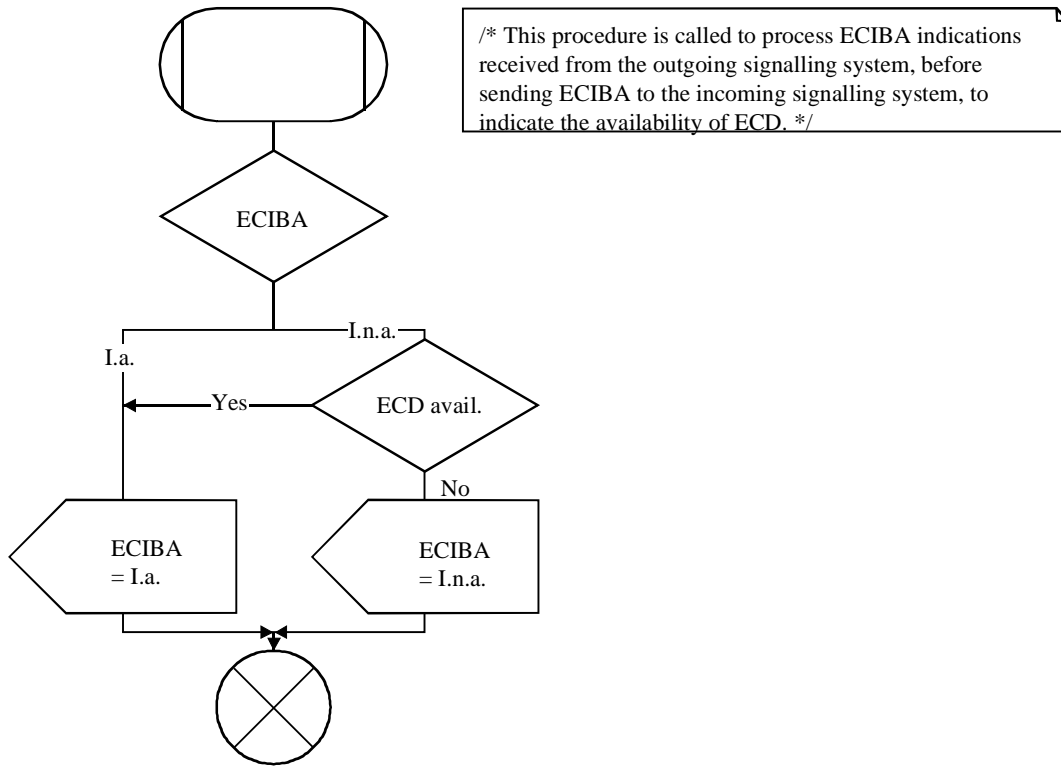 /* This procedure is called to process ECIBA indications
received from the outgoing signalling system, before
sending ECIBA to the incoming signalling system, to
indicate the availability of ECD. */
ECIBA
I.n.a.
I.a.
Yes
ECD avail.
No
ECIBA
= I.a.
ECIBA
= I.n.a.